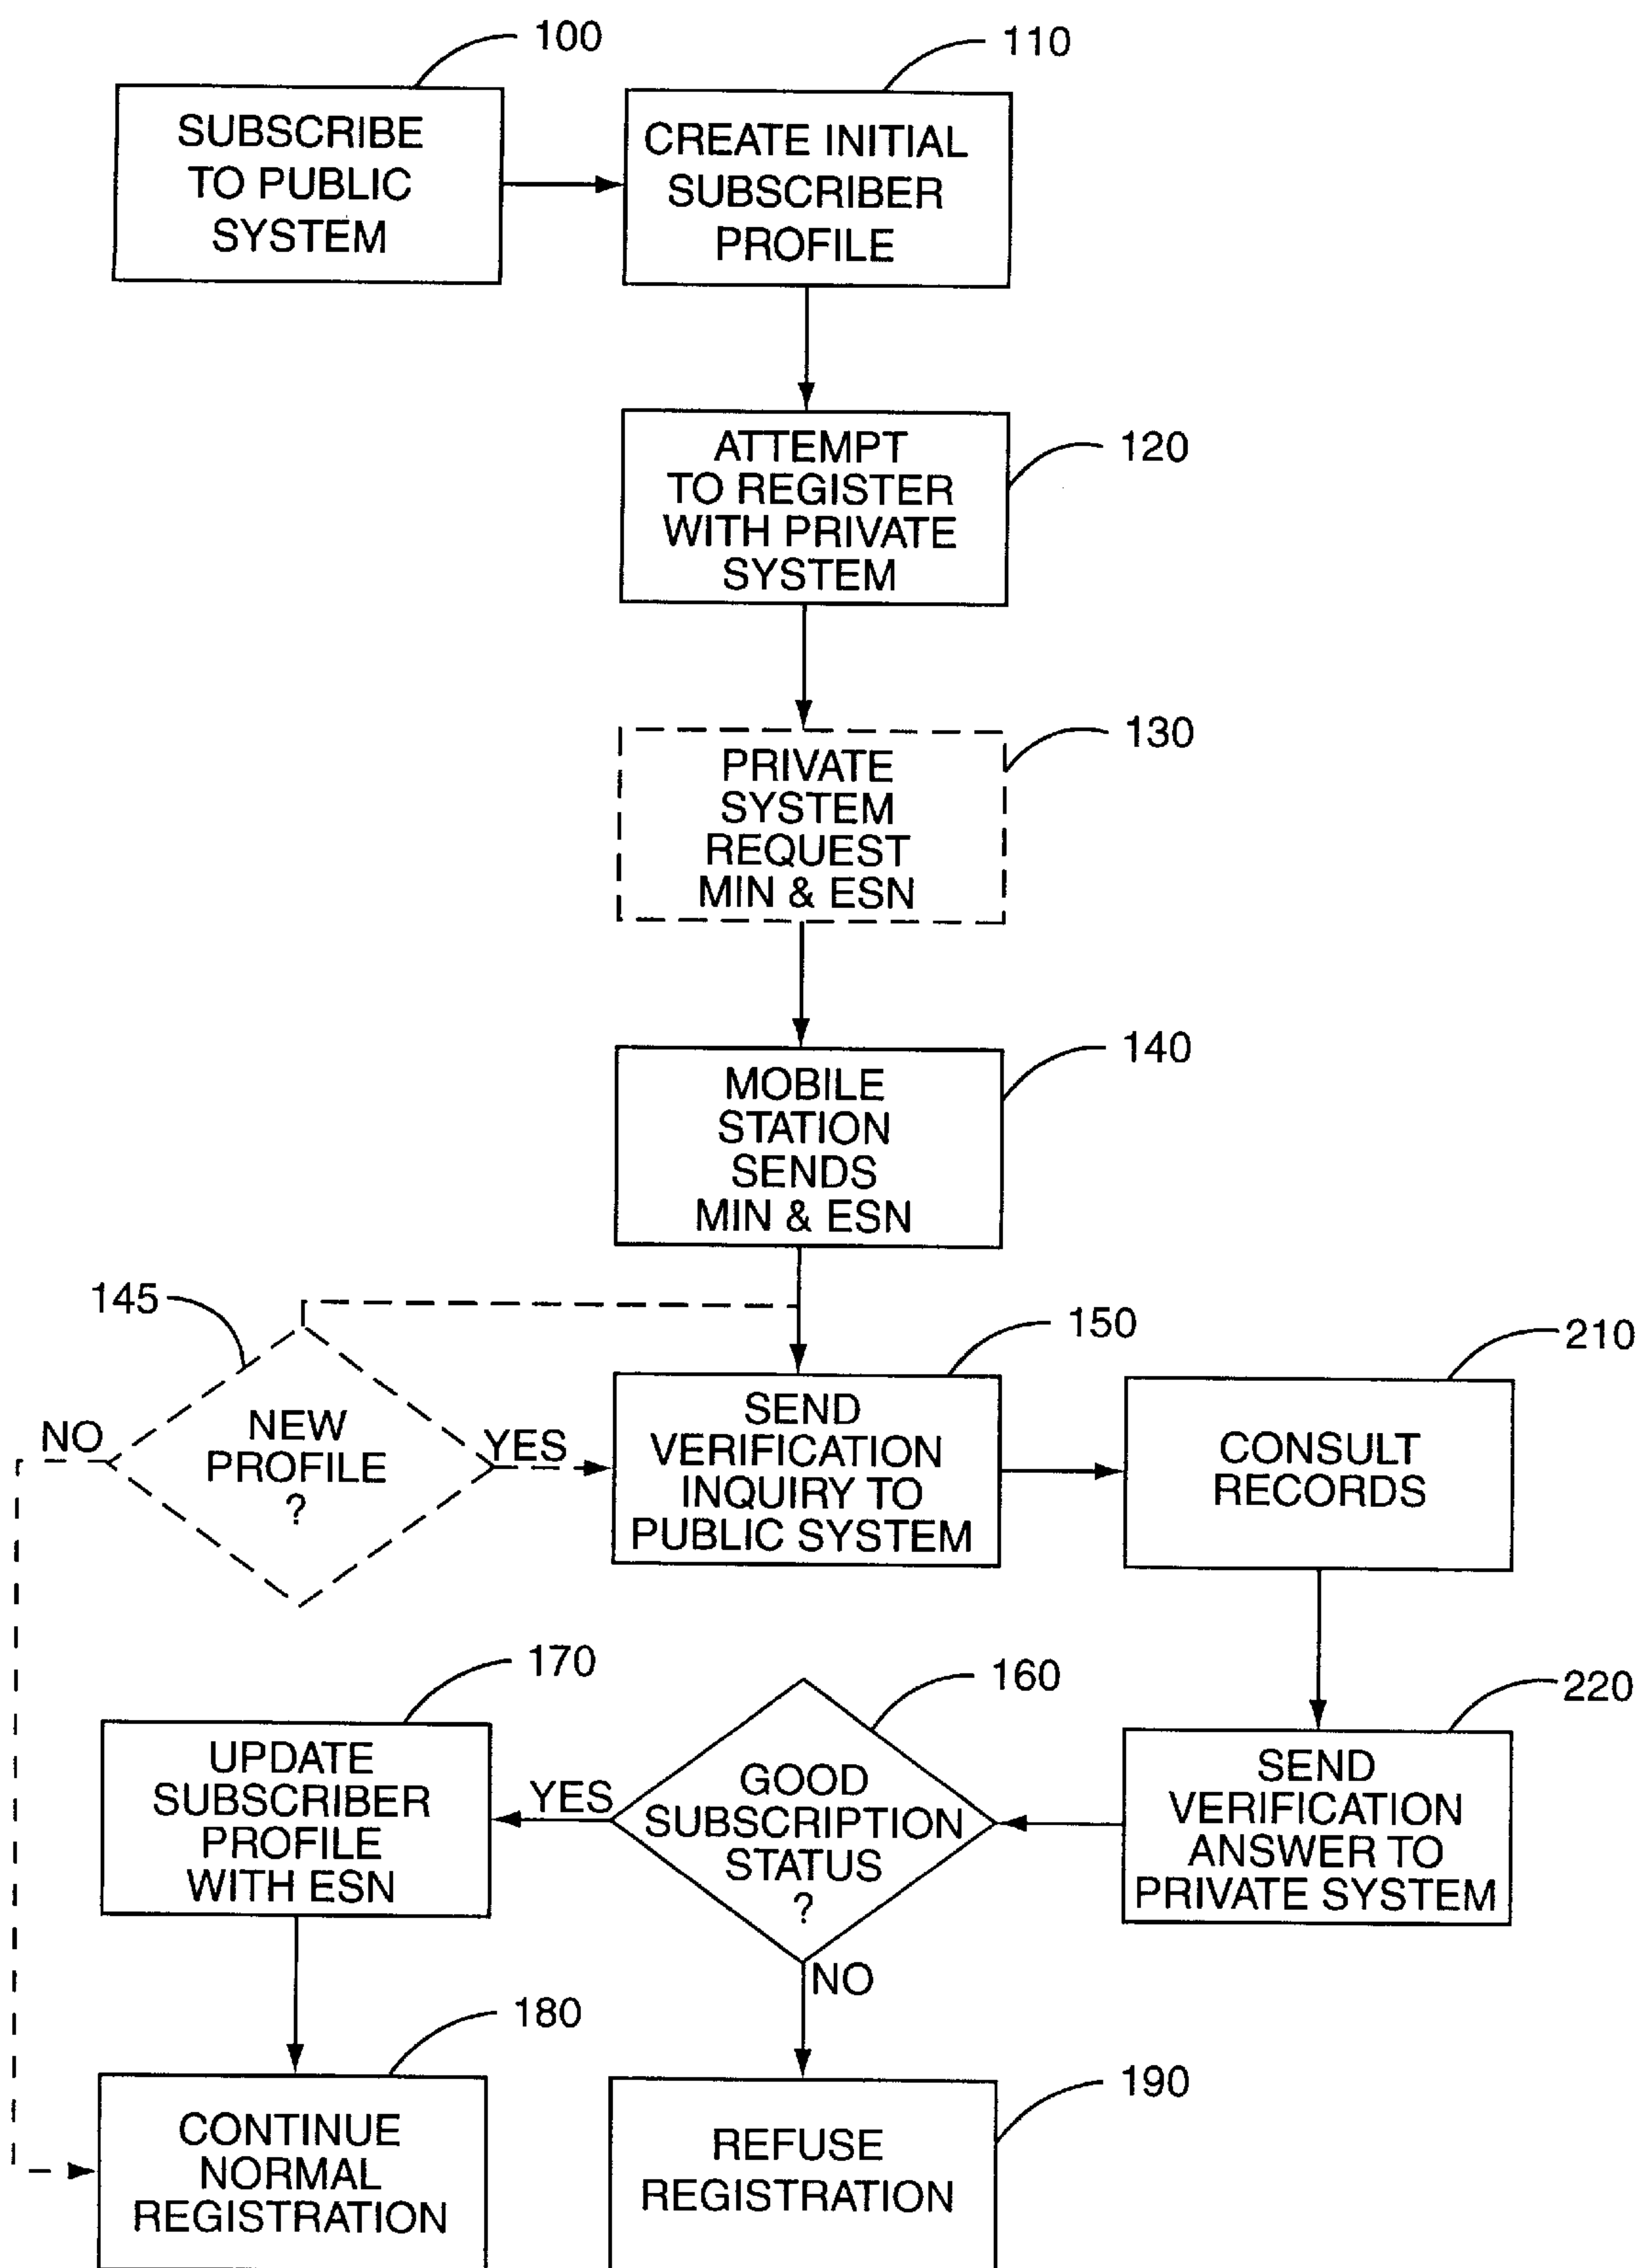 100
SUBSCRIBE
TO PUBLIC
SYSTEM
110
CREATE INITIAL
SUBSCRIBER
PROFILE
120
ATTEMPT
TO REGISTER
WITH PRIVATE
SYSTEM
130
PRIVATE
SYSTEM
REQUEST
MIN & ESN
140
MOBILE
STATION
SENDS
MIN & ESN
145
NEW
PROFILE
?
NO
YES
150
SEND
VERIFICATION
INQUIRY TO
PUBLIC SYSTEM
210
CONSULT
RECORDS
220
SEND
VERIFICATION
ANSWER TO
PRIVATE SYSTEM
160
GOOD
SUBSCRIPTION
STATUS
?
YES
NO
170
UPDATE
SUBSCRIBER
PROFILE
WITH ESN
180
CONTINUE
NORMAL
REGISTRATION
190
REFUSE
REGISTRATION